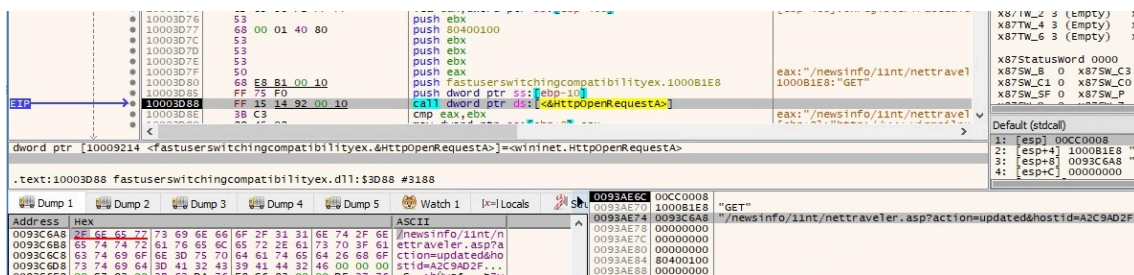 10003D76 53 push ebx
10003D77 68 00 01 40 80 push 80400100
10003D7C 53 push ebx
10003D7D 53 push ebx
10003D7E 53 push ebx
10003D7F 50 push eax eax:"/newsinfo/11nt/nettravel
10003D80 68 E8 B1 00 10 push fastuserswitchingcompatibilityex.1000B1E8 1000B1E8:"GET"
10003D85 FF 75 F0 push dword ptr ss:[ebp-10]
EIP 10003D88 FF 15 14 92 00 10 call dword ptr ds:[<&HttpOpenRequestA>]
10003D8E 3B C3 cmp eax,ebx eax:"/newsinfo/11nt/nettravel
x87TW_2 3 (Empty)
x87TW_4 3 (Empty)
x87TW_6 3 (Empty)
x87StatusWord 0000
x87SW_B 0 x87SW_C3
x87SW_C1 0 x87SW_C0
x87SW_SF 0 x87SW_P
Default (stdcall)
1: [esp] 00CC0008
2: [esp+4] 1000B1E8 "
3: [esp+8] 0093C6A8 "
4: [esp+C] 00000000
dword ptr [10009214 <fastuserswitchingcompatibilityex.&HttpOpenRequestA>]=<wininet.HttpOpenRequestA>
.text:10003D88 fastuserswitchingcompatibilityex.dll:$3D88 #3188
Dump 1 Dump 2 Dump 3 Dump 4 Dump 5 Watch 1 [x=] Locals
Address Hex ASCII
0093C6A8 2F 6E 65 77 73 69 6E 66 6F 2F 31 31 6E 74 2F 6E /newsinfo/11nt/n
0093C6B8 65 74 74 72 61 76 65 6C 65 72 2E 61 73 70 3F 61 ettraveler.asp?a
0093C6C8 63 74 69 6F 6E 3D 75 70 64 61 74 65 64 26 68 6F ction=updated&ho
0093C6D8 73 74 69 64 3D 41 32 43 39 41 44 32 46 00 00 00 stid=A2C9AD2F...
0093AE6C 00CC0008
0093AE70 1000B1E8 "GET"
0093AE74 0093C6A8 "/newsinfo/11nt/nettraveler.asp?action=updated&hostid=A2C9AD2F
0093AE78 00000000
0093AE7C 00000000
0093AE80 00000000
0093AE84 80400100
0093AE88 00000000